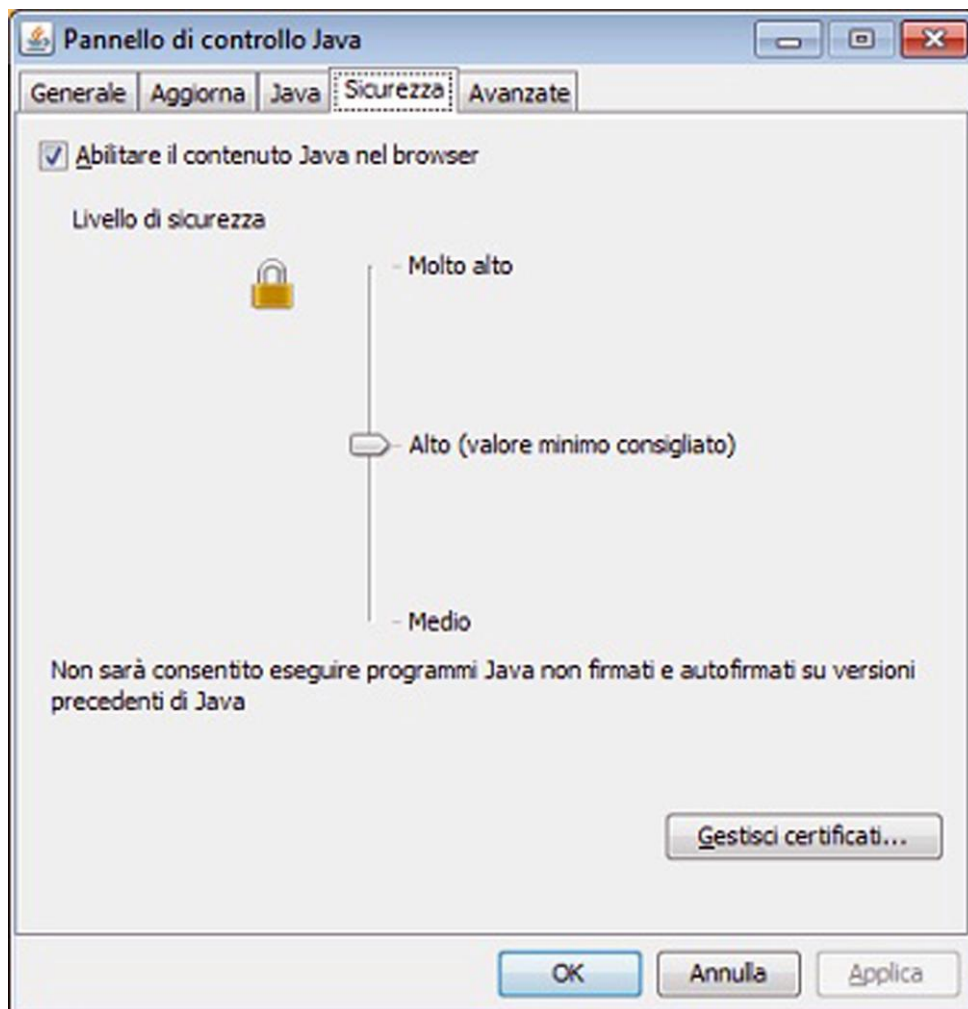 Pannello di controllo Java
Generale Aggiorna Java Sicurezza Avanzate
Abilitare il contenuto Java nel browser
Livello di sicurezza
Molto alto
Alto (valore minimo consigliato)
Medio
Non sarà consentito eseguire programmi Java non firmati e autofirmati su versioni
precedenti di Java
Gestisci certificati...
OK Annulla Applica